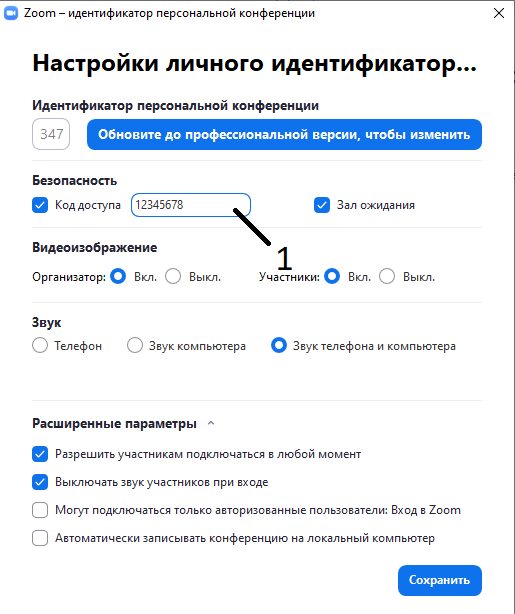 Zoom – идентификатор персональной конференции
Настройки личного идентификатор...
Идентификатор персональной конференции
347 Обновите до профессиональной версии, чтобы изменить
Безопасность
Код доступа 12345678 Зал ожидания
1
Видеоизображение
Организатор: Вкл. Выкл. Участники: Вкл. Выкл.
Звук
Телефон Звук компьютера Звук телефона и компьютера
Расширенные параметры
Разрешить участникам подключаться в любой момент
Выключать звук участников при входе
Могут подключаться только авторизованные пользователи: Вход в Zoom
Автоматически записывать конференцию на локальный компьютер
Сохранить